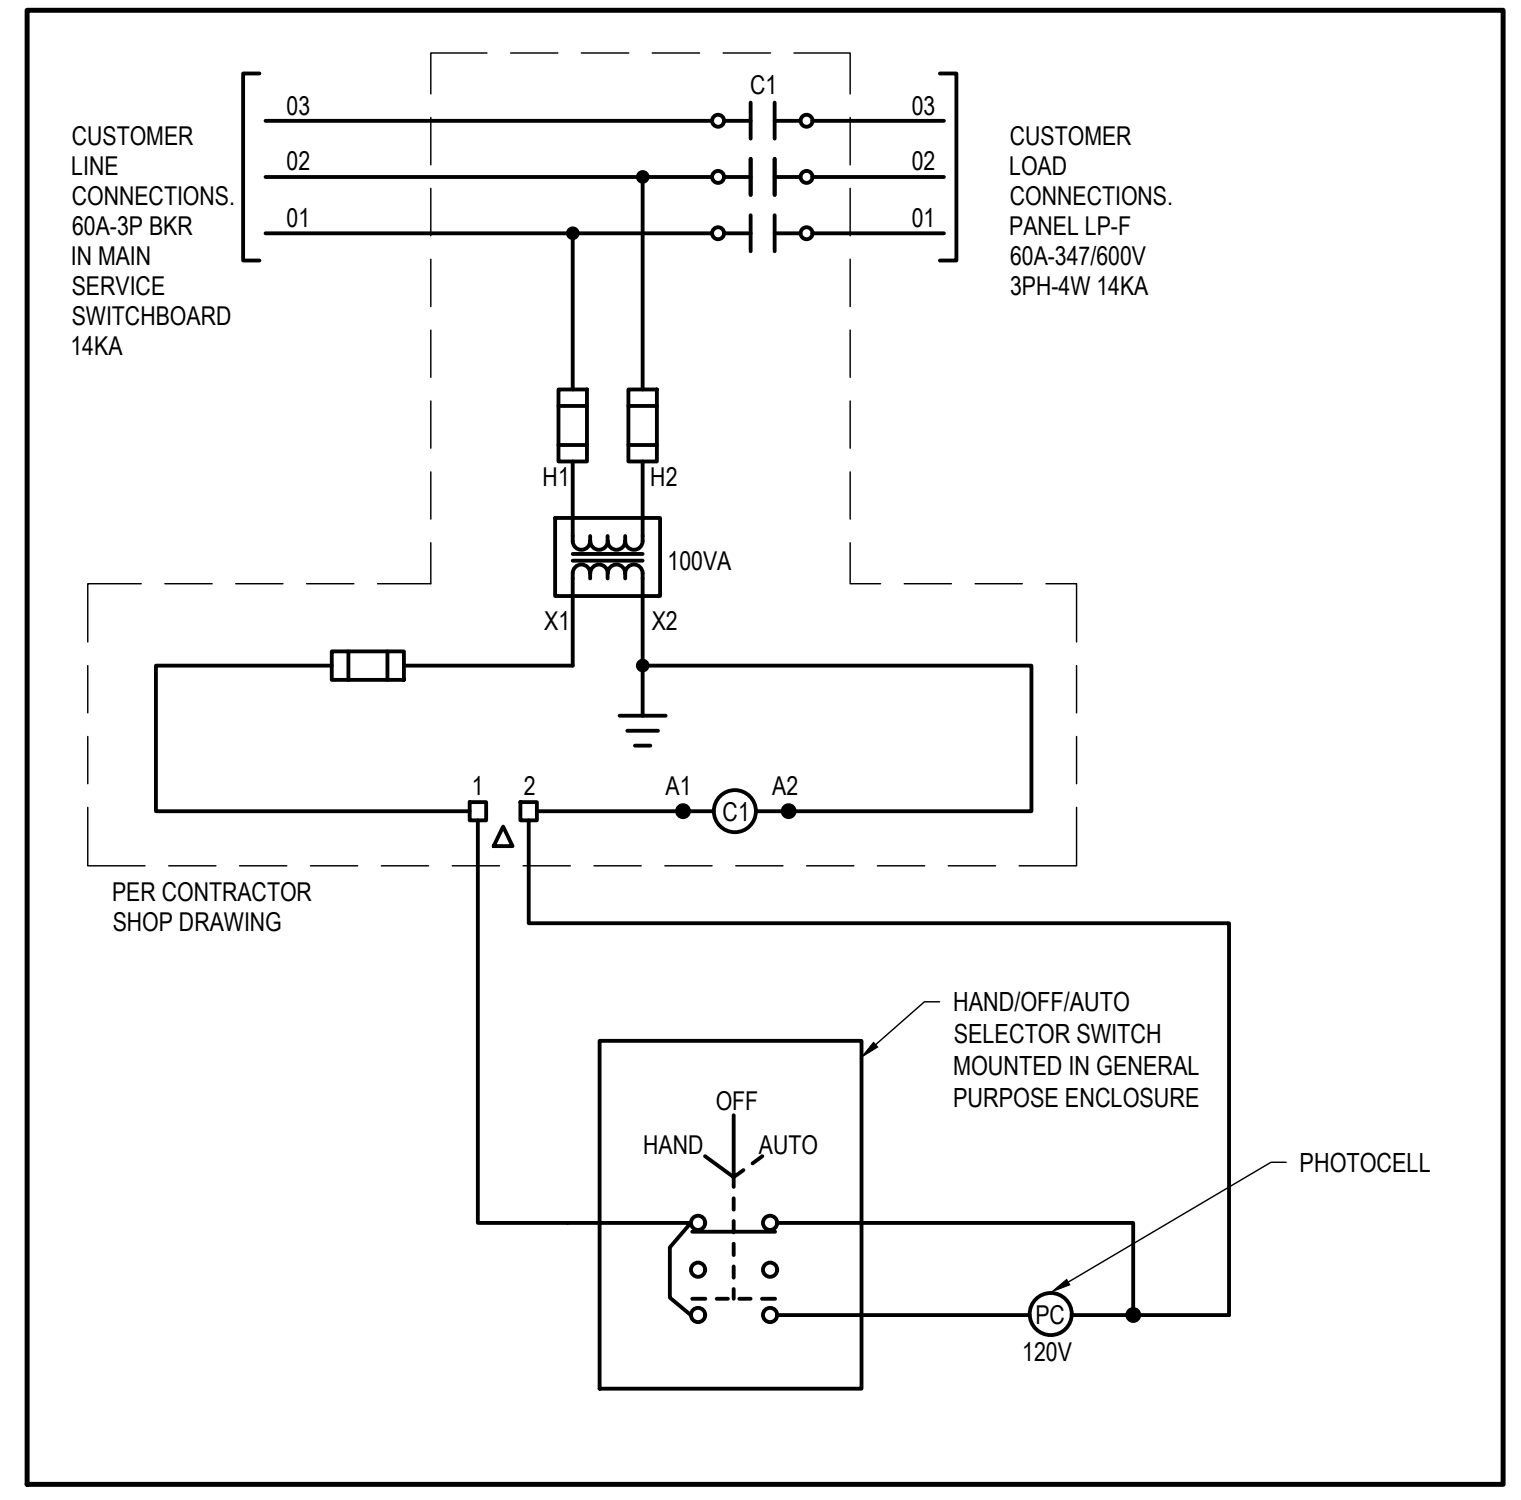 C1
03
03
CUSTOMER
LINE
CONNECTIONS.
60A-3P BKR
IN MAIN
SERVICE
SWITCHBOARD
14KA
02
02
01
01
CUSTOMER
LOAD
CONNECTIONS.
PANEL LP-F
60A-347/600V
3PH-4W 14KA
H1
H2
100VA
X1
X2
1
2
A1
C1
A2
PER CONTRACTOR
SHOP DRAWING
HAND/OFF/AUTO
SELECTOR SWITCH
MOUNTED IN GENERAL
PURPOSE ENCLOSURE
OFF
HAND
AUTO
PHOTOCELL
PC
120V